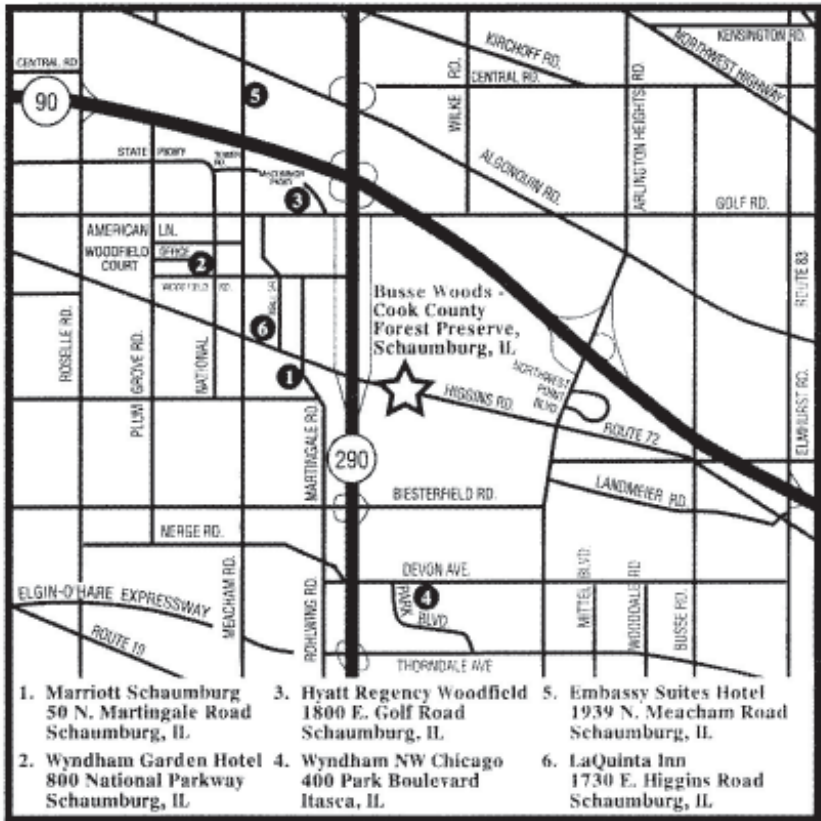 KENSINGTON RD.
NORTHWEST HIGHWAY
KIRCHOFF RD.
CENTRAL RD
CENTRAL RD.
WILKE RD.
ARLINGTON HEIGHTS RD.
90
5
ALGONQUIN RD.
STATE PKWY
3
GOLF RD.
AMERICAN LN.
WOODFIELD
COURT
OFFICE
2
WOODFIELD RD.
ROUTE 83
Busse Woods -
Cook County
Forest Preserve,
Schaumburg, IL
6
1
ROSELLE RD.
PLUM GROVE RD.
NATIONAL
NORTHWEST
POINT
BLVD.
HIGGINS RD.
ROUTE 72
ELMHURST RD.
MARTINGALE RD.
290
LANDMEIER RD.
BIESTERFIELD RD.
NERGE RD.
DEVON AVE.
ELGIN-O'HARE EXPRESSWAY
MEACHAM RD.
ROHLWING RD.
PARK
BLVD
4
MITTEL BLVD.
WOODDALE RD
BUSSE RD.
ROUTE 19
THORNDALE AVE
1. Marriott Schaumburg
50 N. Martingale Road
Schaumburg, IL
2. Wyndham Garden Hotel
800 National Parkway
Schaumburg, IL
3. Hyatt Regency Woodfield
1800 E. Golf Road
Schaumburg, IL
4. Wyndham NW Chicago
400 Park Boulevard
Itasca, IL
5. Embassy Suites Hotel
1939 N. Meacham Road
Schaumburg, IL
6. LaQuinta Inn
1730 E. Higgins Road
Schaumburg, IL